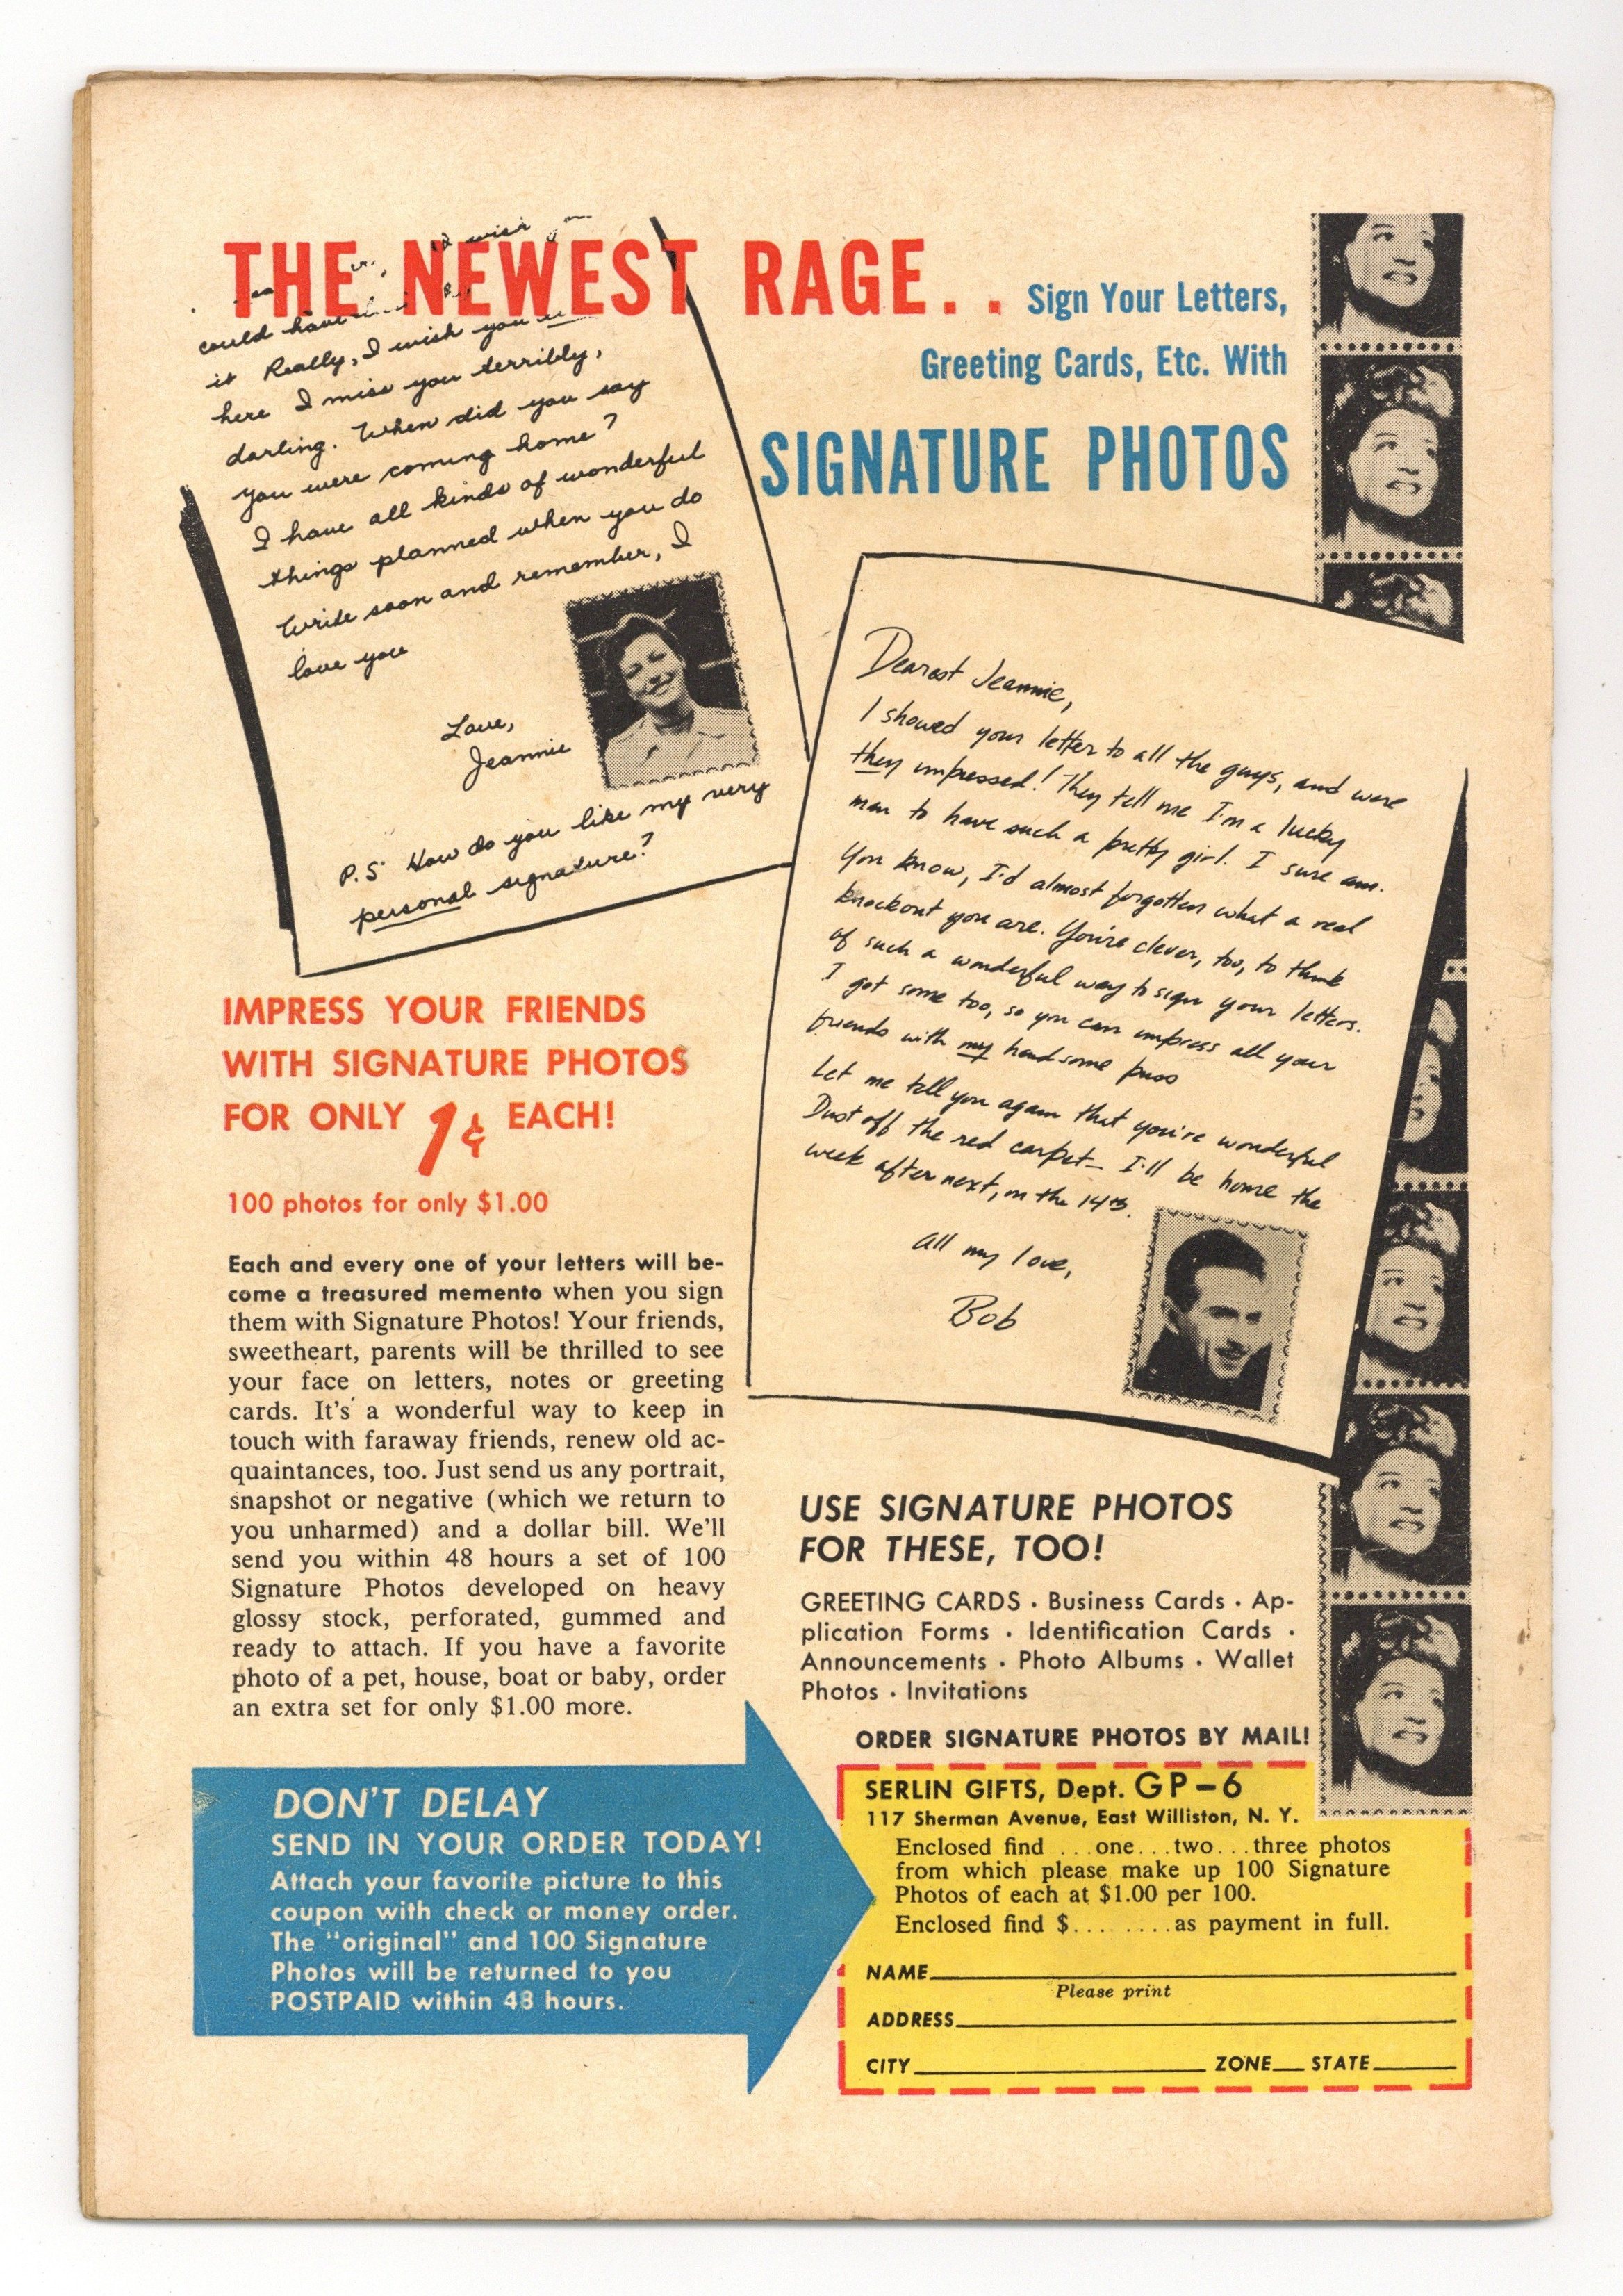 THE NEWEST RAGE..
Sign Your Letters,
Greeting Cards, Etc. With
SIGNATURE PHOTOS
wish
could have
it Really, I wish you
here I miss you terribly,
darling. When did you say
you were coming home?
I have all kinds of wonderful
things planned when you do
Write soon and remember, I
love you
Love,
Jeannie
P.S. How do you like my very
personal signature?
Dearest Jeannie,
I showed your letter to all the guys, and were
they impressed! They tell me I'm a lucky
man to have such a pretty girl. I sure am.
You know, I'd almost forgotten what a real
knockout you are. You're clever, too, to think
of such a wonderful way to sign your letters.
I got some too, so you can impress all your
friends with my handsome puss
Let me tell you again that you're wonderful
Dust off the red carpet- I'll be home the
week after next, on the 14th.
All my love,
Bob
IMPRESS YOUR FRIENDS
WITH SIGNATURE PHOTOS
FOR ONLY 1¢ EACH!
100 photos for only $1.00
Each and every one of your letters will be-
come a treasured memento when you sign
them with Signature Photos! Your friends,
sweetheart, parents will be thrilled to see
your face on letters, notes or greeting
cards. It's a wonderful way to keep in
touch with faraway friends, renew old ac-
quaintances, too. Just send us any portrait,
snapshot or negative (which we return to
you unharmed) and a dollar bill. We'll
send you within 48 hours a set of 100
Signature Photos developed on heavy
glossy stock, perforated, gummed and
ready to attach. If you have a favorite
photo of a pet, house, boat or baby, order
an extra set for only $1.00 more.
USE SIGNATURE PHOTOS
FOR THESE, TOO!
GREETING CARDS · Business Cards · Ap-
plication Forms · Identification Cards ·
Announcements · Photo Albums · Wallet
Photos · Invitations
ORDER SIGNATURE PHOTOS BY MAIL!
DON'T DELAY
SEND IN YOUR ORDER TODAY!
Attach your favorite picture to this
coupon with check or money order.
The "original" and 100 Signature
Photos will be returned to you
POSTPAID within 48 hours.
SERLIN GIFTS, Dept. GP-6
117 Sherman Avenue, East Williston, N. Y.
Enclosed find ...one...two...three photos
from which please make up 100 Signature
Photos of each at $1.00 per 100.
Enclosed find $.........as payment in full.
NAME
Please print
ADDRESS
CITY ZONE STATE